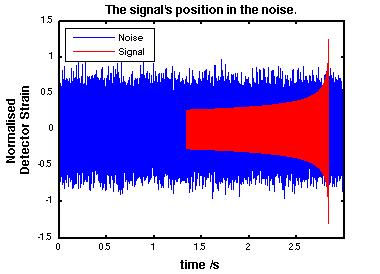 The signal's position in the noise.
Noise
Signal
Normalised
Detector Strain
1.5
1
0.5
0
-0.5
-1
-1.5
0 0.5 1 1.5 2 2.5
time /s